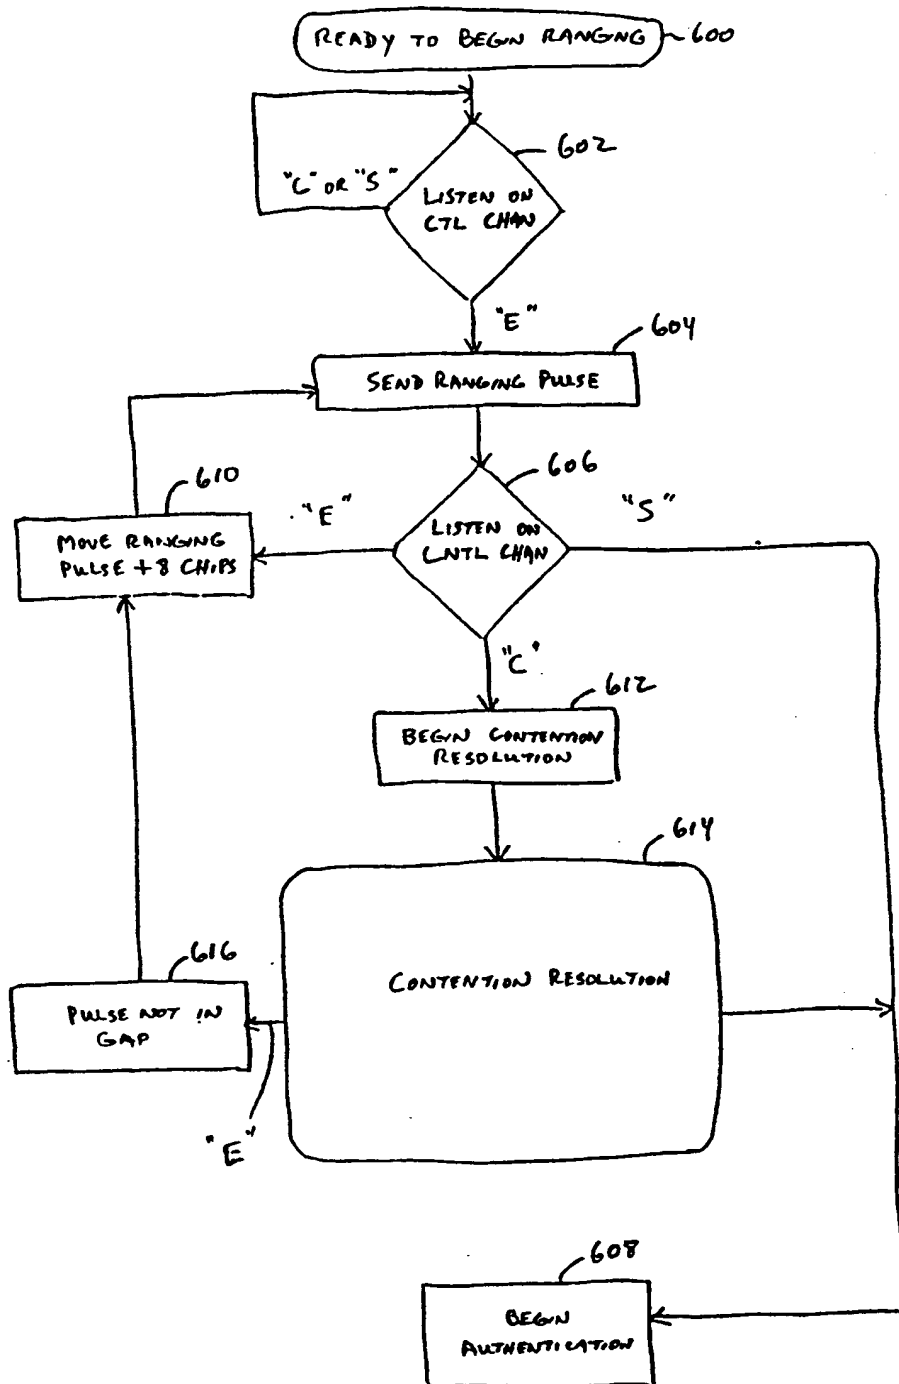 READY TO BEGIN RANGING
600
602
"C" OR "S"
LISTEN ON
CTL CHAN
"E"
604
SEND RANGING PULSE
606
610
"E"
"S"
LISTEN ON
CNTL CHAN
MOVE RANGING
PULSE +8 CHIPS
"C"
612
BEGIN CONTENTION
RESOLUTION
614
616
CONTENTION RESOLUTION
PULSE NOT IN
GAP
"E"
608
BEGIN
AUTHENTICATION